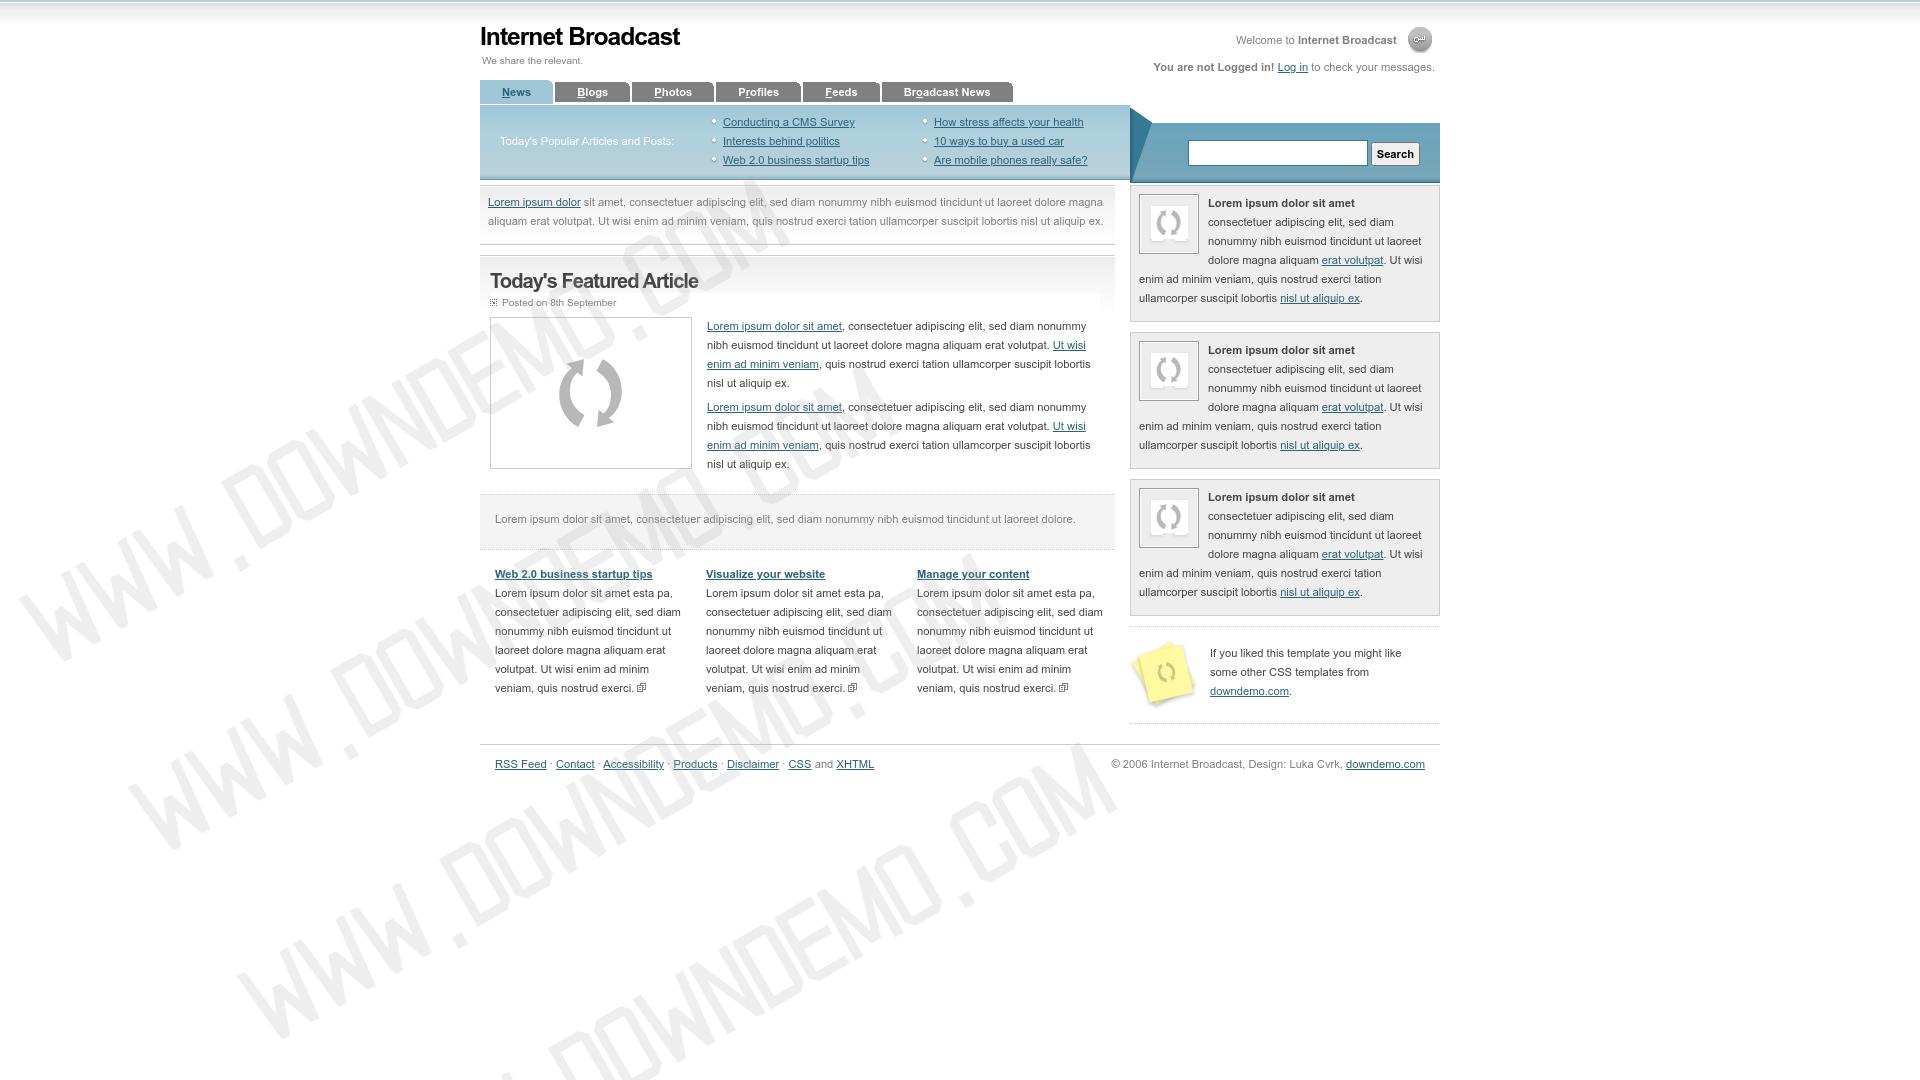 Internet Broadcast
We share the relevant.
Welcome to Internet Broadcast
You are not Logged in! Log in to check your messages.
News
Blogs
Photos
Profiles
Feeds
Broadcast News
Today's Popular Articles and Posts:
Conducting a CMS Survey
Interests behind politics
Web 2.0 business startup tips
How stress affects your health
10 ways to buy a used car
Are mobile phones really safe?
Search
Lorem ipsum dolor sit amet, consectetuer adipiscing elit, sed diam nonummy nibh euismod tincidunt ut laoreet dolore magna
aliquam erat volutpat. Ut wisi enim ad minim veniam, quis nostrud exerci tation ullamcorper suscipit lobortis nisl ut aliquip ex.
Today's Featured Article
Posted on 8th September
Lorem ipsum dolor sit amet, consectetuer adipiscing elit, sed diam nonummy
nibh euismod tincidunt ut laoreet dolore magna aliquam erat volutpat. Ut wisi
enim ad minim veniam, quis nostrud exerci tation ullamcorper suscipit lobortis
nisl ut aliquip ex.
Lorem ipsum dolor sit amet, consectetuer adipiscing elit, sed diam nonummy
nibh euismod tincidunt ut laoreet dolore magna aliquam erat volutpat. Ut wisi
enim ad minim veniam, quis nostrud exerci tation ullamcorper suscipit lobortis
nisl ut aliquip ex.
Lorem ipsum dolor sit amet, consectetuer adipiscing elit, sed diam nonummy nibh euismod tincidunt ut laoreet dolore.
Web 2.0 business startup tips
Lorem ipsum dolor sit amet esta pa,
consectetuer adipiscing elit, sed diam
nonummy nibh euismod tincidunt ut
laoreet dolore magna aliquam erat
volutpat. Ut wisi enim ad minim
veniam, quis nostrud exerci.
Visualize your website
Lorem ipsum dolor sit amet esta pa,
consectetuer adipiscing elit, sed diam
nonummy nibh euismod tincidunt ut
laoreet dolore magna aliquam erat
volutpat. Ut wisi enim ad minim
veniam, quis nostrud exerci.
Manage your content
Lorem ipsum dolor sit amet esta pa,
consectetuer adipiscing elit, sed diam
nonummy nibh euismod tincidunt ut
laoreet dolore magna aliquam erat
volutpat. Ut wisi enim ad minim
veniam, quis nostrud exerci.
Lorem ipsum dolor sit amet
consectetuer adipiscing elit, sed diam
nonummy nibh euismod tincidunt ut laoreet
dolore magna aliquam erat volutpat. Ut wisi
enim ad minim veniam, quis nostrud exerci tation
ullamcorper suscipit lobortis nisl ut aliquip ex.
Lorem ipsum dolor sit amet
consectetuer adipiscing elit, sed diam
nonummy nibh euismod tincidunt ut laoreet
dolore magna aliquam erat volutpat. Ut wisi
enim ad minim veniam, quis nostrud exerci tation
ullamcorper suscipit lobortis nisl ut aliquip ex.
Lorem ipsum dolor sit amet
consectetuer adipiscing elit, sed diam
nonummy nibh euismod tincidunt ut laoreet
dolore magna aliquam erat volutpat. Ut wisi
enim ad minim veniam, quis nostrud exerci tation
ullamcorper suscipit lobortis nisl ut aliquip ex.
If you liked this template you might like
some other CSS templates from
downdemo.com.
RSS Feed · Contact · Accessibility · Products · Disclaimer · CSS and XHTML
© 2006 Internet Broadcast, Design: Luka Cvrk, downdemo.com
WWW.DOWNDEMO.COM
WWW.DOWNDEMO.COM
WWW.DOWNDEMO.COM
.DOWNDEMO.COM